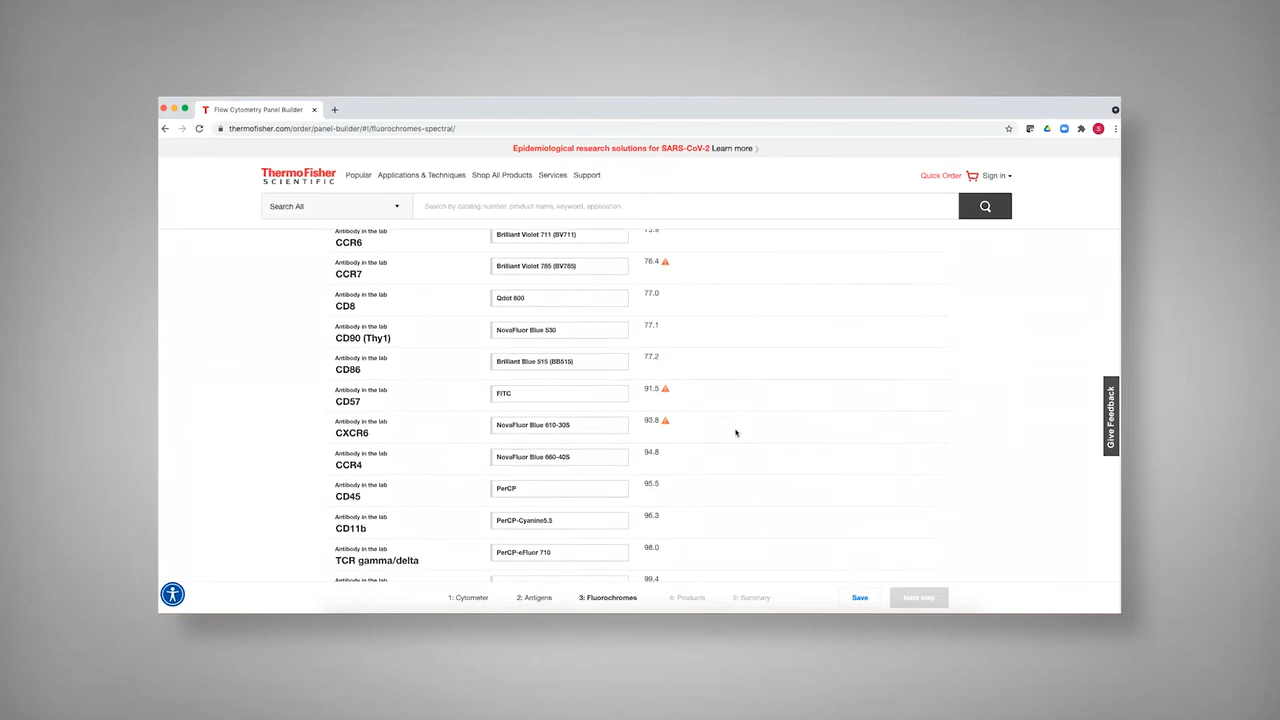 Flow Cytometry Panel Builder
thermofisher.com/order/panel-builder/#!/fluorochromes-spectral/
S
Epidemiological research solutions for SARS-CoV-2 Learn more
ThermoFisher
SCIENTIFIC
Popular Applications & Techniques Shop All Products Services Support
Quick Order Sign in
Search All
Search by catalog number, product name, keyword, application
Antibody in the lab
CCR6
Brilliant Violet 711 (BV711)
Antibody in the lab
CCR7
Brilliant Violet 785 (BV785)
76.4
Antibody in the lab
CD8
Qdot 800
77.0
Antibody in the lab
CD90 (Thy1)
NovaFluor Blue 530
77.1
Antibody in the lab
CD86
Brilliant Blue 515 (BB515)
77.2
Antibody in the lab
CD57
FITC
91.5
Antibody in the lab
CXCR6
NovaFluor Blue 610-30S
93.8
Antibody in the lab
CCR4
NovaFluor Blue 660-40S
94.8
Antibody in the lab
CD45
PerCP
95.5
Antibody in the lab
CD11b
PerCP-Cyanine5.5
96.3
Antibody in the lab
TCR gamma/delta
PerCP-eFluor 710
98.0
Antibody in the lab
99.4
Give Feedback
1: Cytometer 2: Antigens 3: Fluorochromes 4: Products 5: Summary
Save
Next step